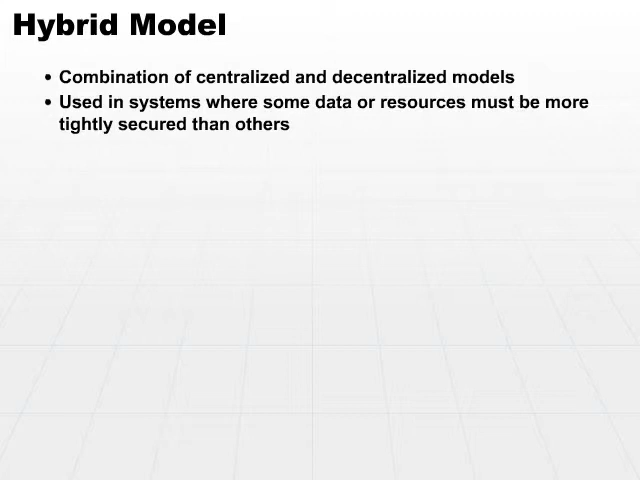 Hybrid Model
• Combination of centralized and decentralized models
• Used in systems where some data or resources must be more
tightly secured than others